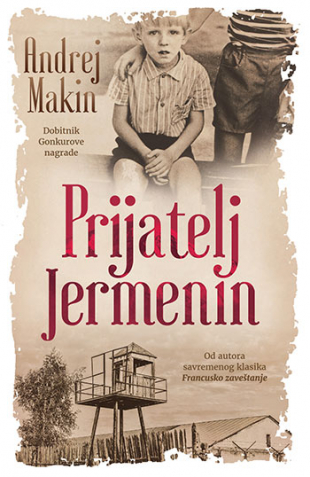 Andrej
Makin
Dobitnik
Gonkurove
nagrade
Prijatelj
Jermenin
Od autora
savremenog klasika
Francusko zaveštanje